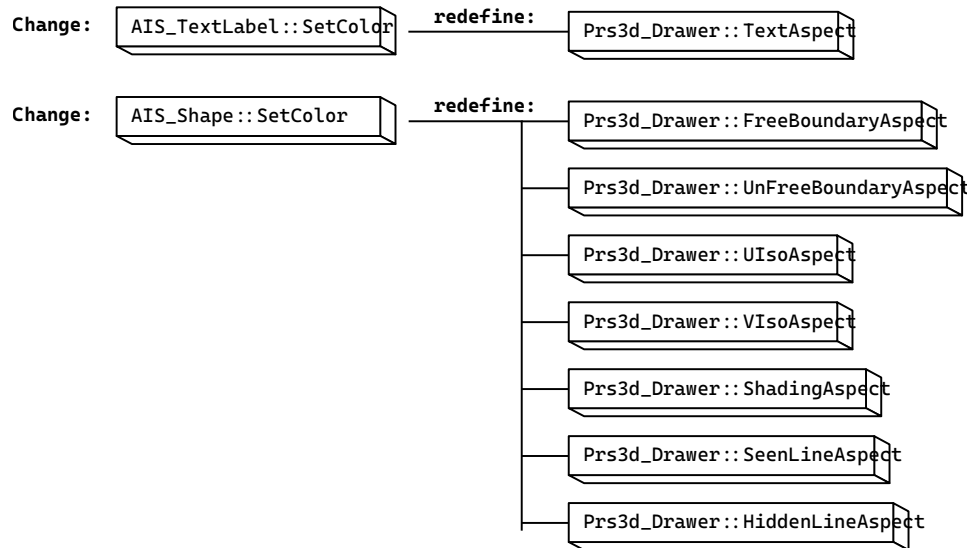 Change: AIS_TextLabel::SetColor redefine: Prs3d_Drawer::TextAspect
Change: AIS_Shape::SetColor redefine: Prs3d_Drawer::FreeBoundaryAspect
Prs3d_Drawer::UnFreeBoundaryAspect
Prs3d_Drawer::UIsoAspect
Prs3d_Drawer::VIsoAspect
Prs3d_Drawer::ShadingAspect
Prs3d_Drawer::SeenLineAspect
Prs3d_Drawer::HiddenLineAspect